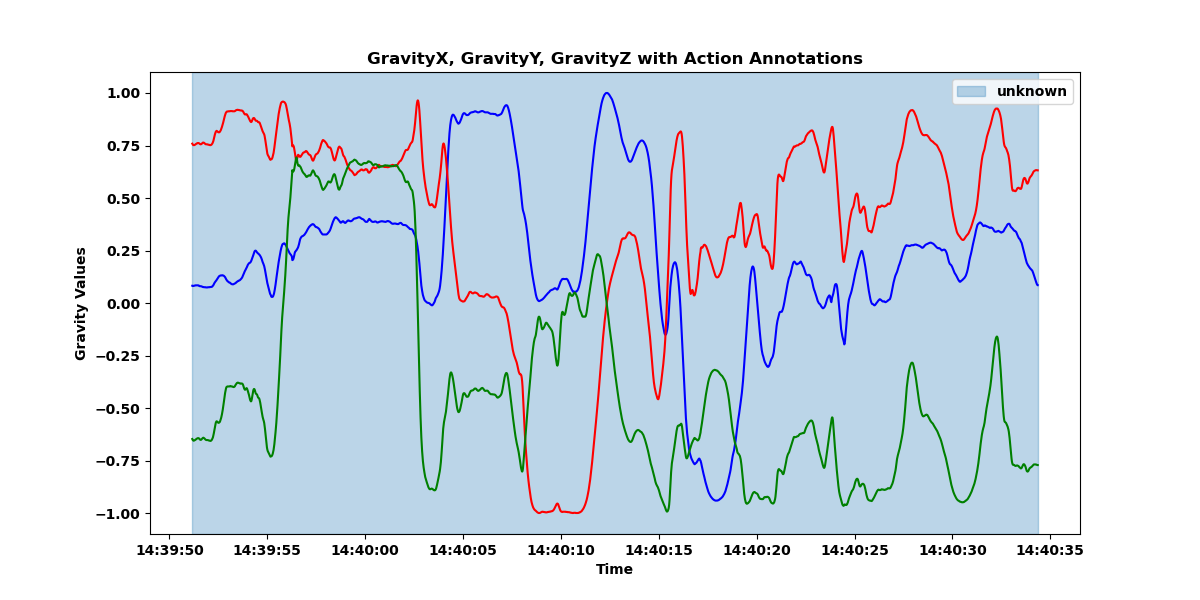 GravityX, GravityY, GravityZ with Action Annotations
unknown
1.00
0.75
0.50
0.25
0.00
−0.25
−0.50
−0.75
−1.00
Gravity Values
14:39:50 14:39:55 14:40:00 14:40:05 14:40:10 14:40:15 14:40:20 14:40:25 14:40:30 14:40:35
Time